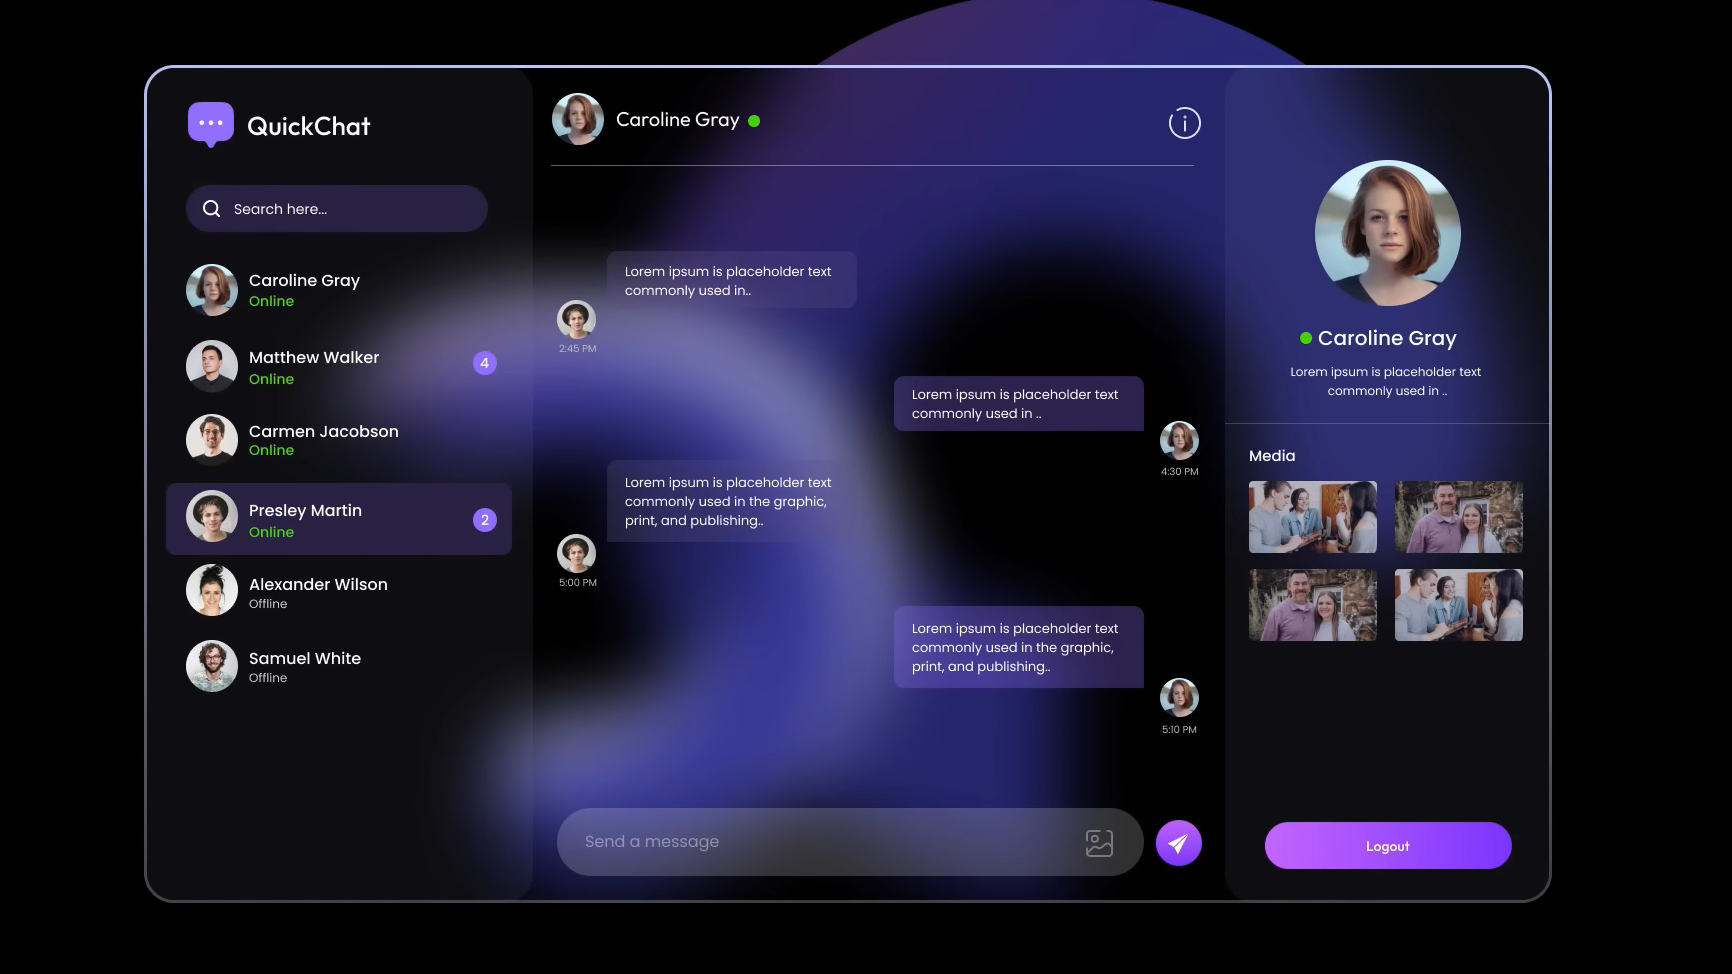 QuickChat
Search here...
Caroline Gray
Online
Matthew Walker
Online
4
Carmen Jacobson
Online
Presley Martin
Online
2
Alexander Wilson
Offline
Samuel White
Offline
Caroline Gray
Lorem ipsum is placeholder text
commonly used in..
2:45 PM
Lorem ipsum is placeholder text
commonly used in ..
4:30 PM
Lorem ipsum is placeholder text
commonly used in the graphic,
print, and publishing..
5:00 PM
Lorem ipsum is placeholder text
commonly used in the graphic,
print, and publishing..
5:10 PM
Send a message
Caroline Gray
Lorem ipsum is placeholder text
commonly used in ..
Media
Logout